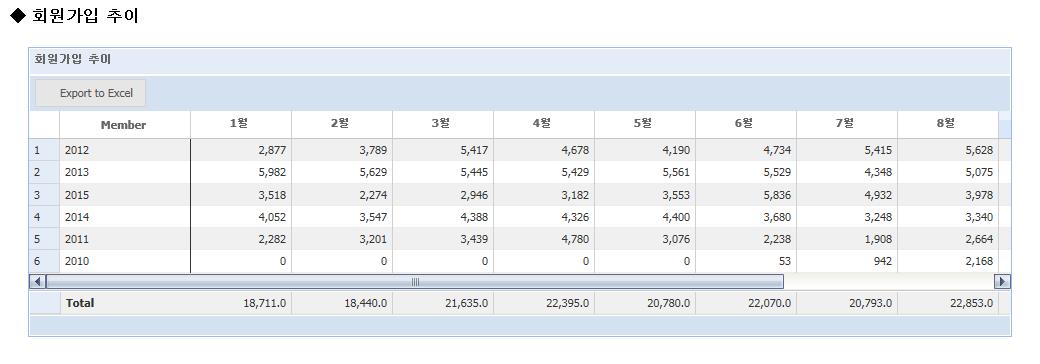 ◆ 회원가입 추이
회원가입 추이
Export to Excel
Member 1월 2월 3월 4월 5월 6월 7월 8월
1 2012 2,877 3,789 5,417 4,678 4,190 4,734 5,415 5,628
2 2013 5,982 5,629 5,445 5,429 5,561 5,529 4,348 5,075
3 2015 3,518 2,274 2,946 3,182 3,553 5,836 4,932 3,978
4 2014 4,052 3,547 4,388 4,326 4,400 3,680 3,248 3,340
5 2011 2,282 3,201 3,439 4,780 3,076 2,238 1,908 2,664
6 2010 0 0 0 0 0 53 942 2,168
Total 18,711.0 18,440.0 21,635.0 22,395.0 20,780.0 22,070.0 20,793.0 22,853.0